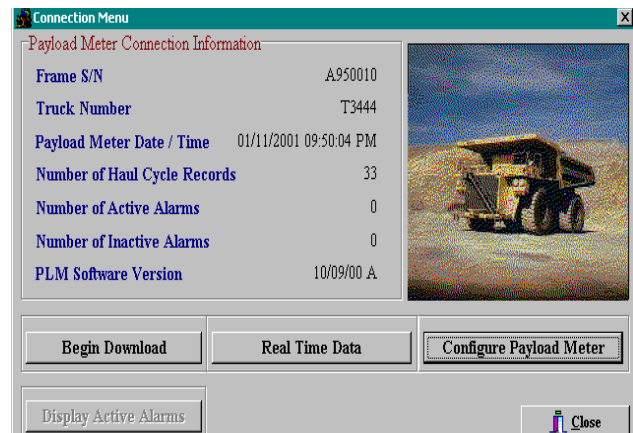 Connection Menu
Payload Meter Connection Information
Frame S/N A950010
Truck Number T3444
Payload Meter Date / Time 01/11/2001 09:50:04 PM
Number of Haul Cycle Records 33
Number of Active Alarms 0
Number of Inactive Alarms 0
PLM Software Version 10/09/00 A
Begin Download Real Time Data Configure Payload Meter
Display Active Alarms Close